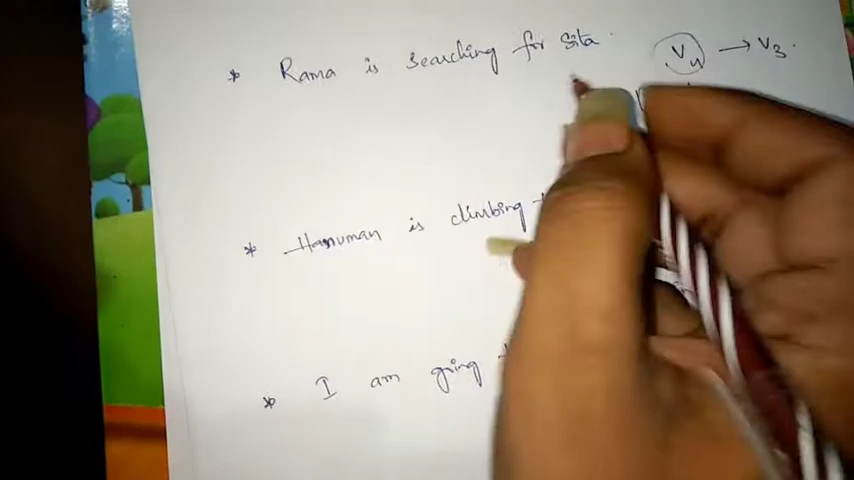 * Rama is searching for Sita. V4 → V3.
* Hanuman is climbing
* I am going